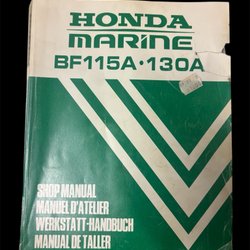 HONDA
MARINE
BF115A·130A
SHOP MANUAL
MANUEL D'ATELIER
WERKSTATT-HANDBUCH
MANUAL DE TALLER